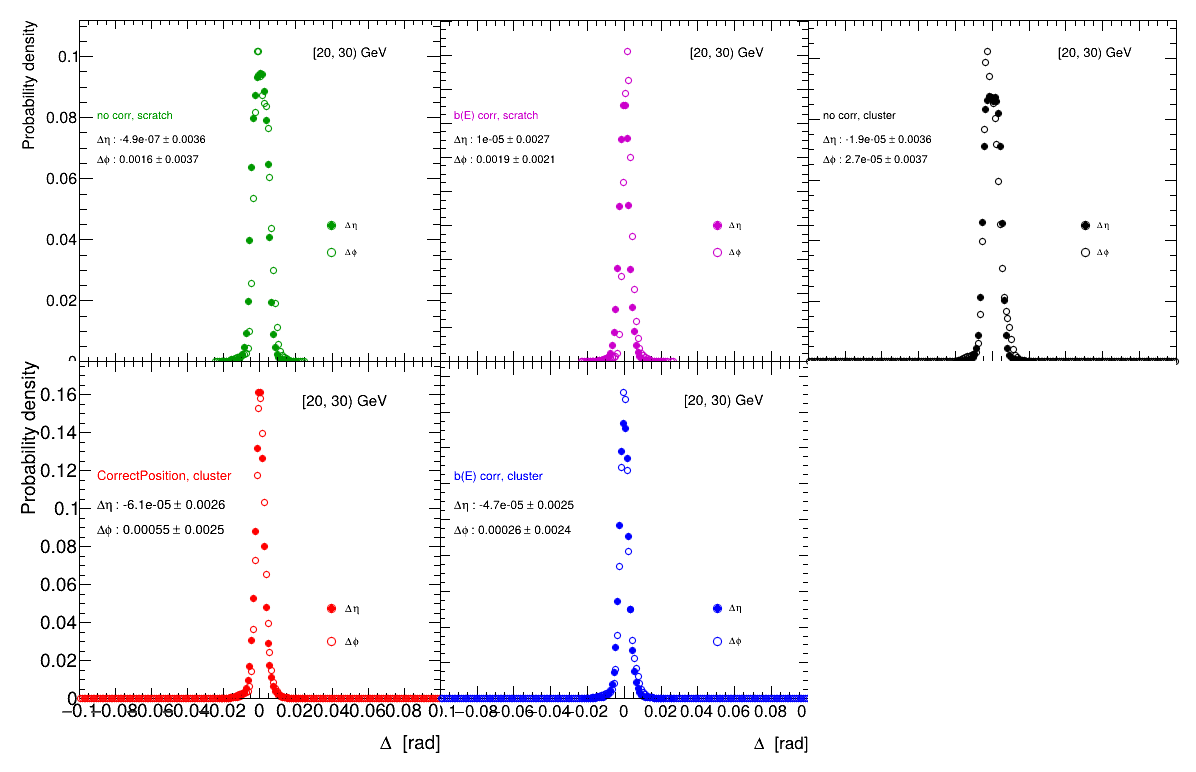 Probability density
0.1
0.08
0.06
0.04
0.02
[20, 30) GeV
no corr, scratch
Δη : -4.9e-07 ± 0.0036
Δϕ : 0.0016 ± 0.0037
Δη
Δϕ
[20, 30) GeV
b(E) corr, scratch
Δη : 1e-05 ± 0.0027
Δϕ : 0.0019 ± 0.0021
Δη
Δϕ
[20, 30) GeV
no corr, cluster
Δη : -1.9e-05 ± 0.0036
Δϕ : 2.7e-05 ± 0.0037
Δη
Δϕ
Probability density
0.16
0.14
0.12
0.1
0.08
0.06
0.04
0.02
0
[20, 30) GeV
CorrectPosition, cluster
Δη : -6.1e-05 ± 0.0026
Δϕ : 0.00055 ± 0.0025
Δη
Δϕ
−0.1−0.08−0.06−0.04−0.02 0 0.02 0.04 0.06 0.08
Δ [rad]
[20, 30) GeV
b(E) corr, cluster
Δη : -4.7e-05 ± 0.0025
Δϕ : 0.00026 ± 0.0024
Δη
Δϕ
−0.08−0.06−0.04−0.02 0 0.02 0.04 0.06 0.08
Δ [rad]